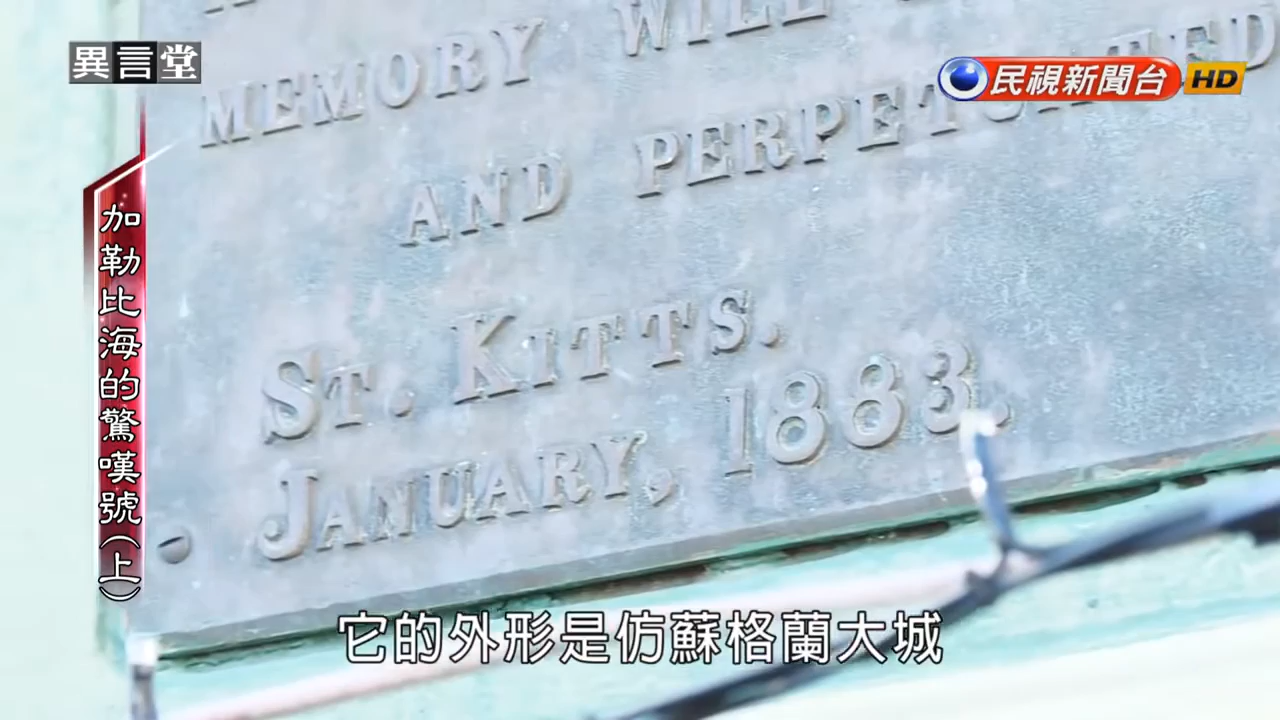 異言堂
民視新聞台 HD
MEMORY WILL
AND PERPETUATED
ST. KITTS.
JANUARY, 1883.
加勒比海的驚嘆號(上)
它的外形是仿蘇格蘭大城